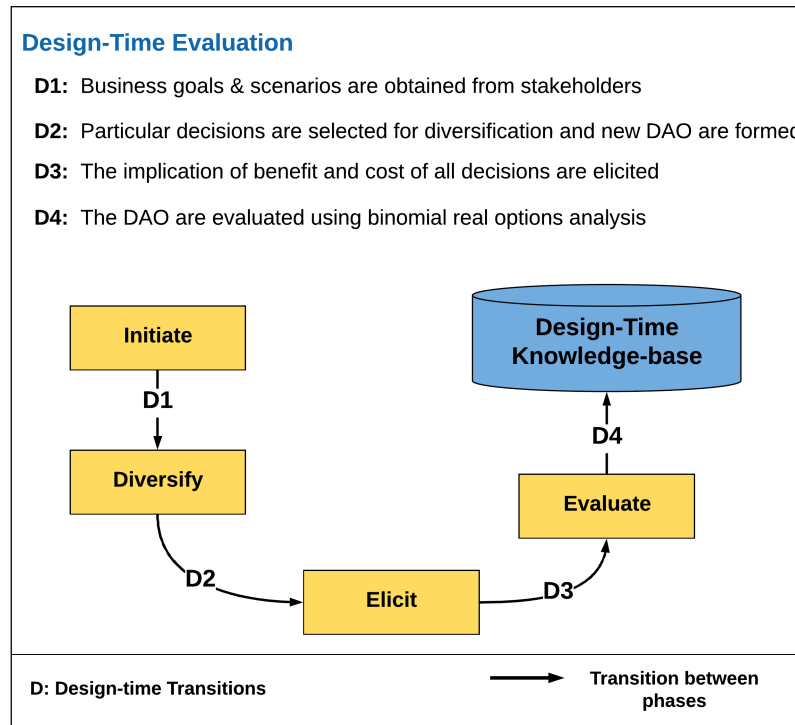 Design-Time Evaluation
D1: Business goals & scenarios are obtained from stakeholders
D2: Particular decisions are selected for diversification and new DAO are formed
D3: The implication of benefit and cost of all decisions are elicited
D4: The DAO are evaluated using binomial real options analysis
Initiate
Design-Time
Knowledge-base
D1
D4
Diversify
Evaluate
D2
D3
Elicit
D: Design-time Transitions
Transition between
phases